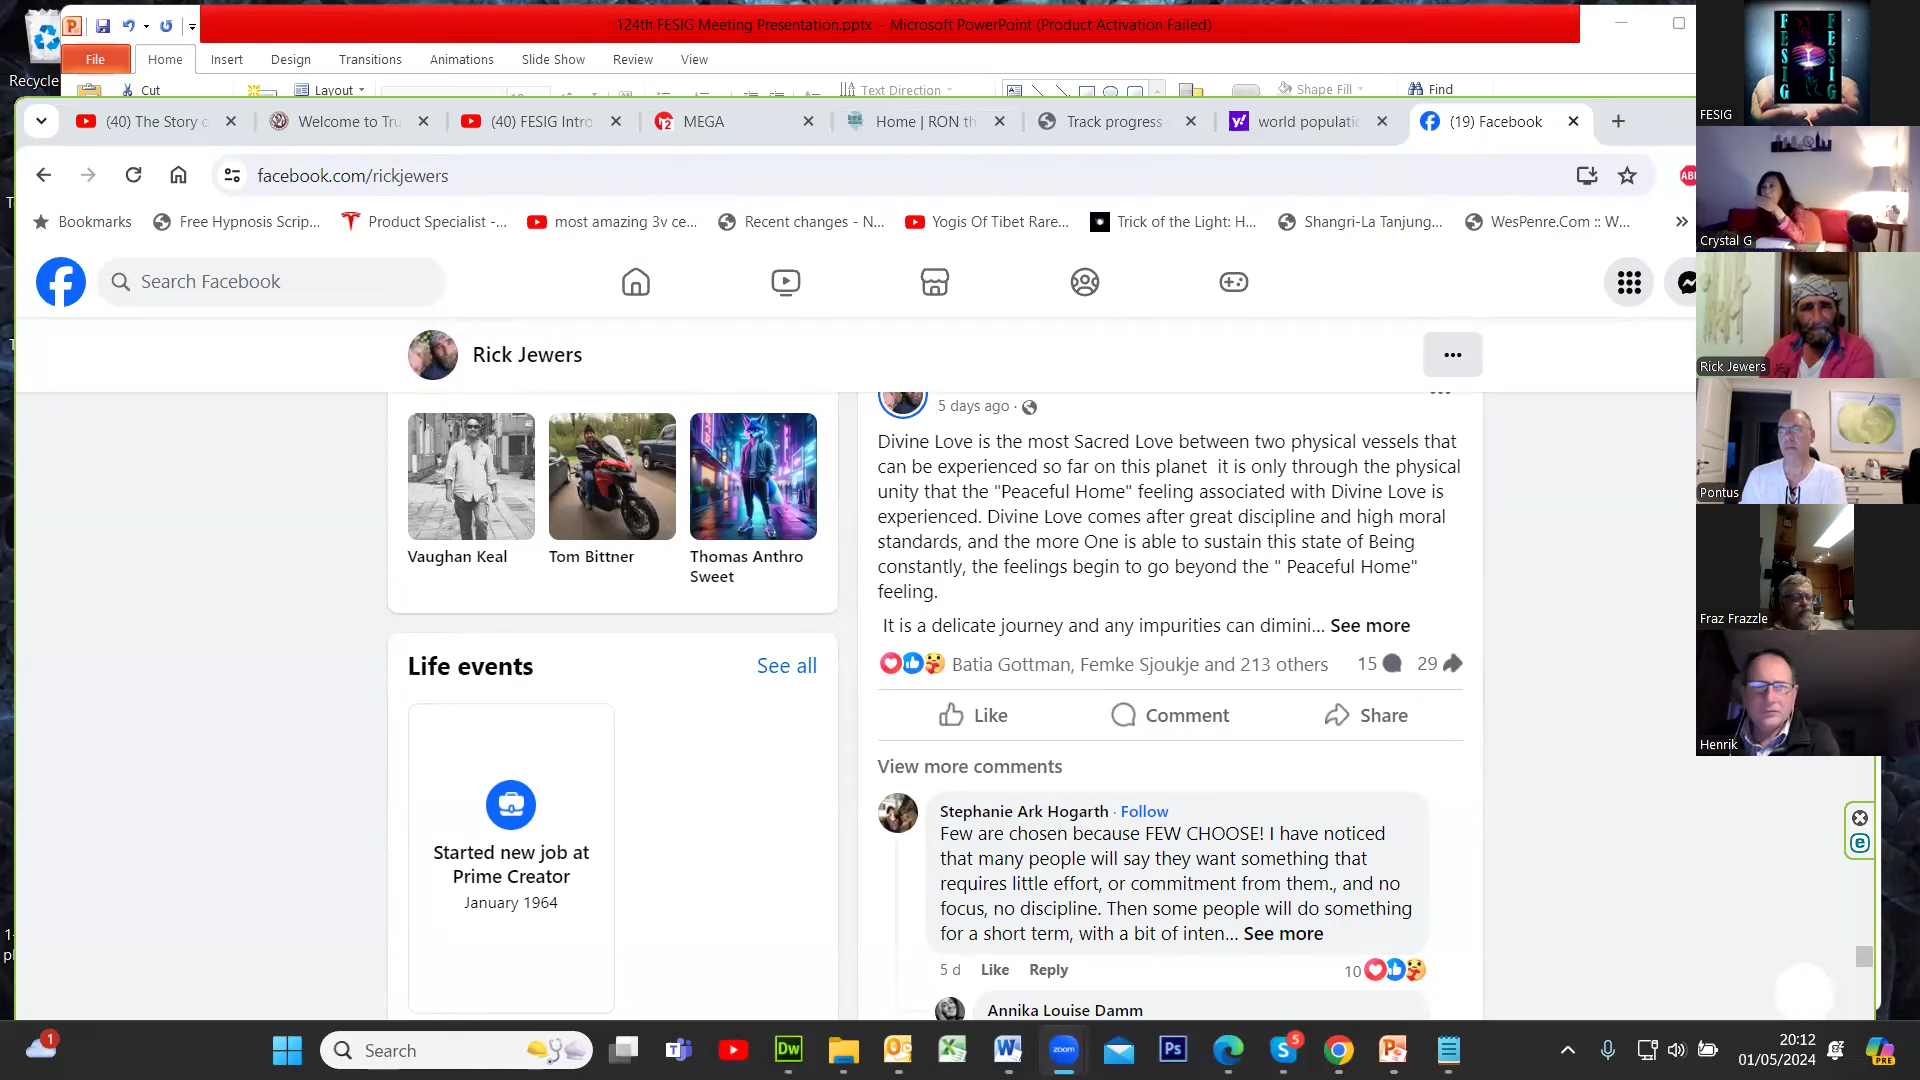 124th FESIG Meeting Presentation.pptx - Microsoft PowerPoint (Product Activation Failed)
Recycle
File Home Insert Design Transitions Animations Slide Show Review View
Cut
Layout
Text Direction
Shape Fill
Find
(40) The Story
Welcome to Tru
(40) FESIG Intro
MEGA
Home | RON th
Track progress
world populati
(19) Facebook
facebook.com/rickjewers
Bookmarks
Free Hypnosis Scrip...
Product Specialist -...
most amazing 3v ce...
Recent changes - N...
Yogis Of Tibet Rare...
Trick of the Light: H...
Shangri-La Tanjung...
WesPenre.Com :: W...
Search Facebook
Rick Jewers
Vaughan Keal
Tom Bittner
Thomas Anthro
Sweet
Life events
See all
Started new job at
Prime Creator
January 1964
5 days ago
Divine Love is the most Sacred Love between two physical vessels that
can be experienced so far on this planet it is only through the physical
unity that the "Peaceful Home" feeling associated with Divine Love is
experienced. Divine Love comes after great discipline and high moral
standards, and the more One is able to sustain this state of Being
constantly, the feelings begin to go beyond the " Peaceful Home"
feeling.
It is a delicate journey and any impurities can dimini... See more
Batia Gottman, Femke Sjoukje and 213 others
15
29
Like
Comment
Share
View more comments
Stephanie Ark Hogarth · Follow
Few are chosen because FEW CHOOSE! I have noticed
that many people will say they want something that
requires little effort, or commitment from them., and no
focus, no discipline. Then some people will do something
for a short term, with a bit of inten... See more
5 d Like Reply
10
Annika Louise Damm
FESIG
FESIG
FESIG
Crystal G
Rick Jewers
Pontus
Fraz Frazzle
Henrik
1
Search
Dw
zoom
Ps
5
20:12
01/05/2024
PRE